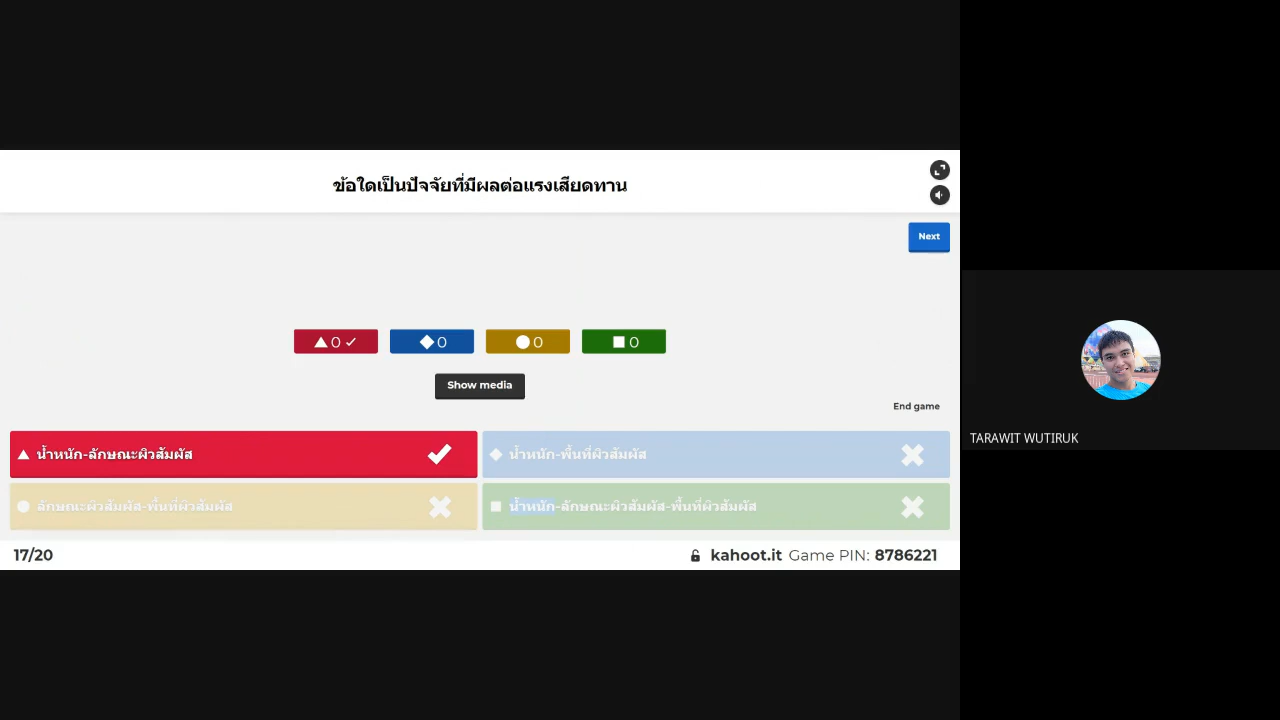 ข้อใดเป็นปัจจัยที่มีผลต่อแรงเสียดทาน
Next
0 0 0 0
Show media
End game
น้ำหนัก-ลักษณะผิวสัมผัส
น้ำหนัก-พื้นที่ผิวสัมผัส
ลักษณะผิวสัมผัส-พื้นที่ผิวสัมผัส
น้ำหนัก-ลักษณะผิวสัมผัส-พื้นที่ผิวสัมผัส
17/20
kahoot.it Game PIN: 8786221
TARAWIT WUTIRUK